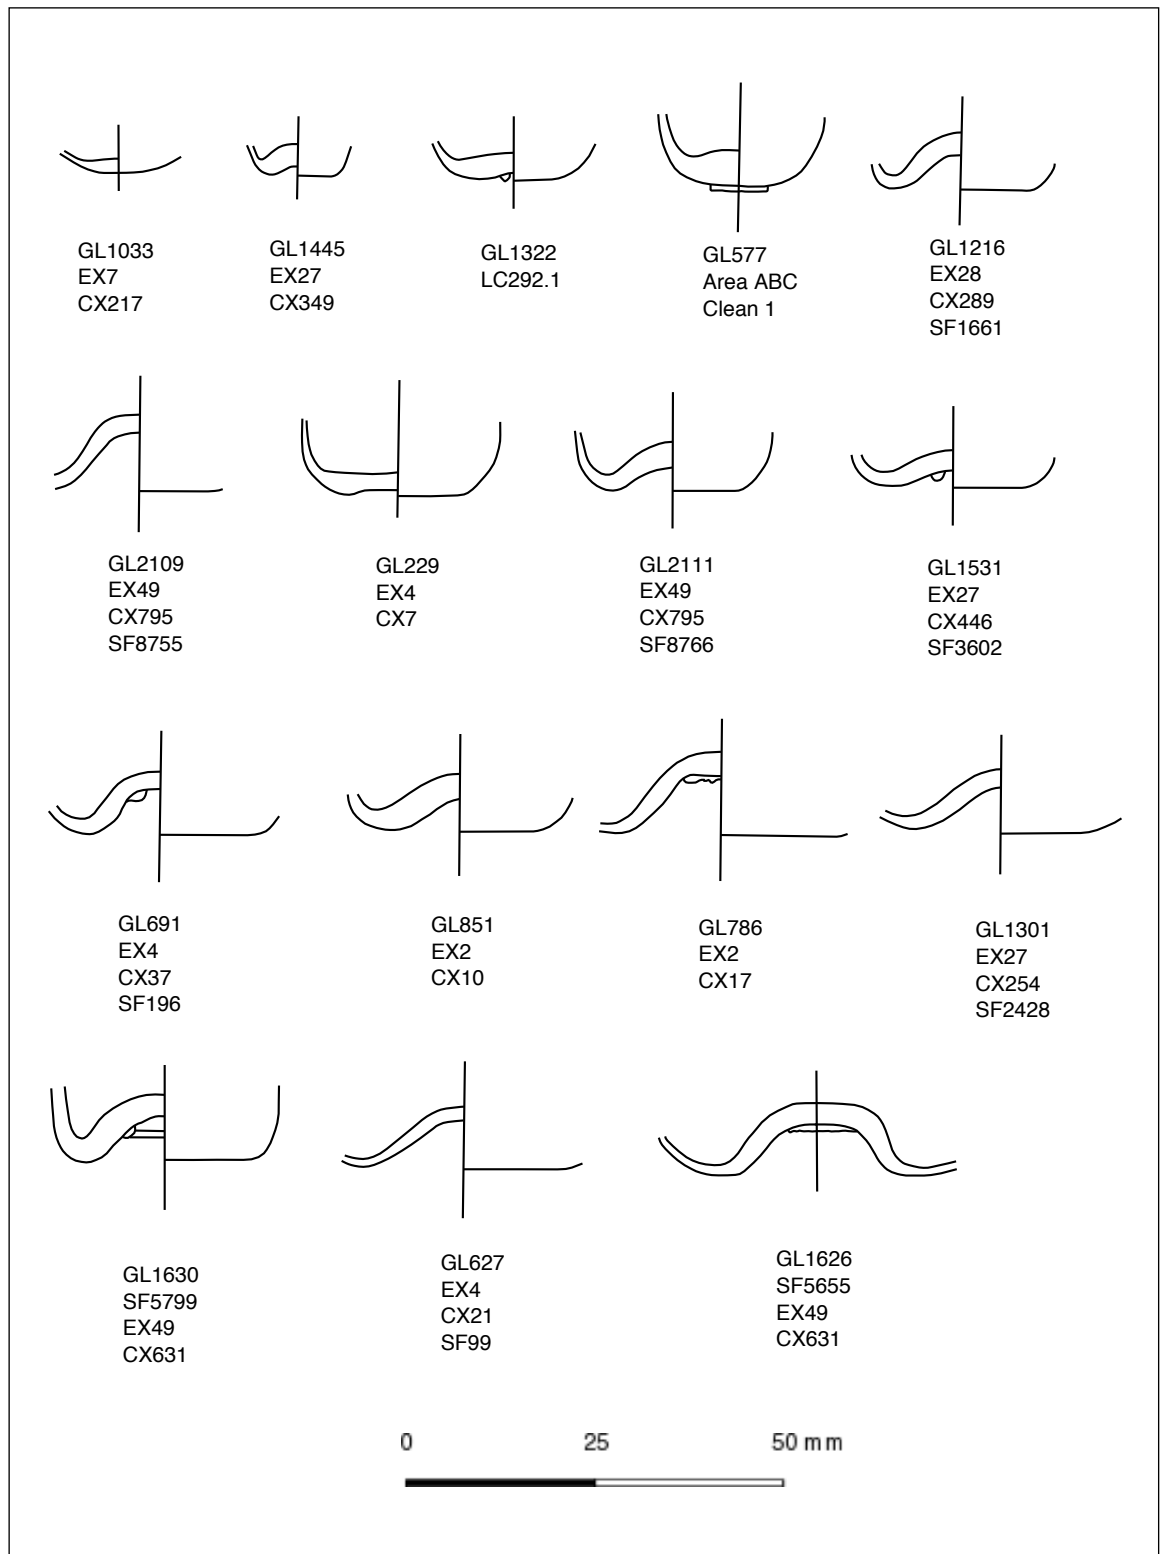 GL1033
EX7
CX217
GL1445
EX27
CX349
GL1322
LC292.1
GL577
Area ABC
Clean 1
GL1216
EX28
CX289
SF1661
GL2109
EX49
CX795
SF8755
GL229
EX4
CX7
GL2111
EX49
CX795
SF8766
GL1531
EX27
CX446
SF3602
GL691
EX4
CX37
SF196
GL851
EX2
CX10
GL786
EX2
CX17
GL1301
EX27
CX254
SF2428
GL1630
SF5799
EX49
CX631
GL627
EX4
CX21
SF99
GL1626
SF5655
EX49
CX631
0 25 50 mm